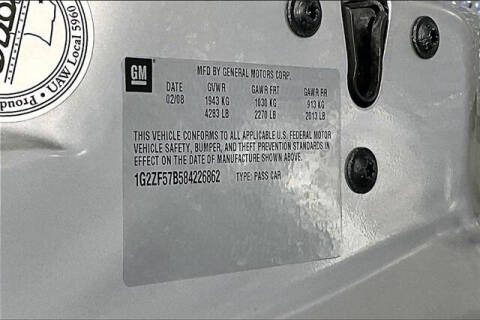 Proud
UAW Local 5960
GM
MFD BY GENERAL MOTORS CORP.
DATE GVWR GAWR FRT GAWR RR
02/08 1943 KG 1030 KG 913 KG
4283 LB 2270 LB 2013 LB
THIS VEHICLE CONFORMS TO ALL APPLICABLE U.S. FEDERAL MOTOR
VEHICLE SAFETY, BUMPER, AND THEFT PREVENTION STANDARDS IN
EFFECT ON THE DATE OF MANUFACTURE SHOWN ABOVE.
1G2ZF57B584226862 TYPE: PASS CAR